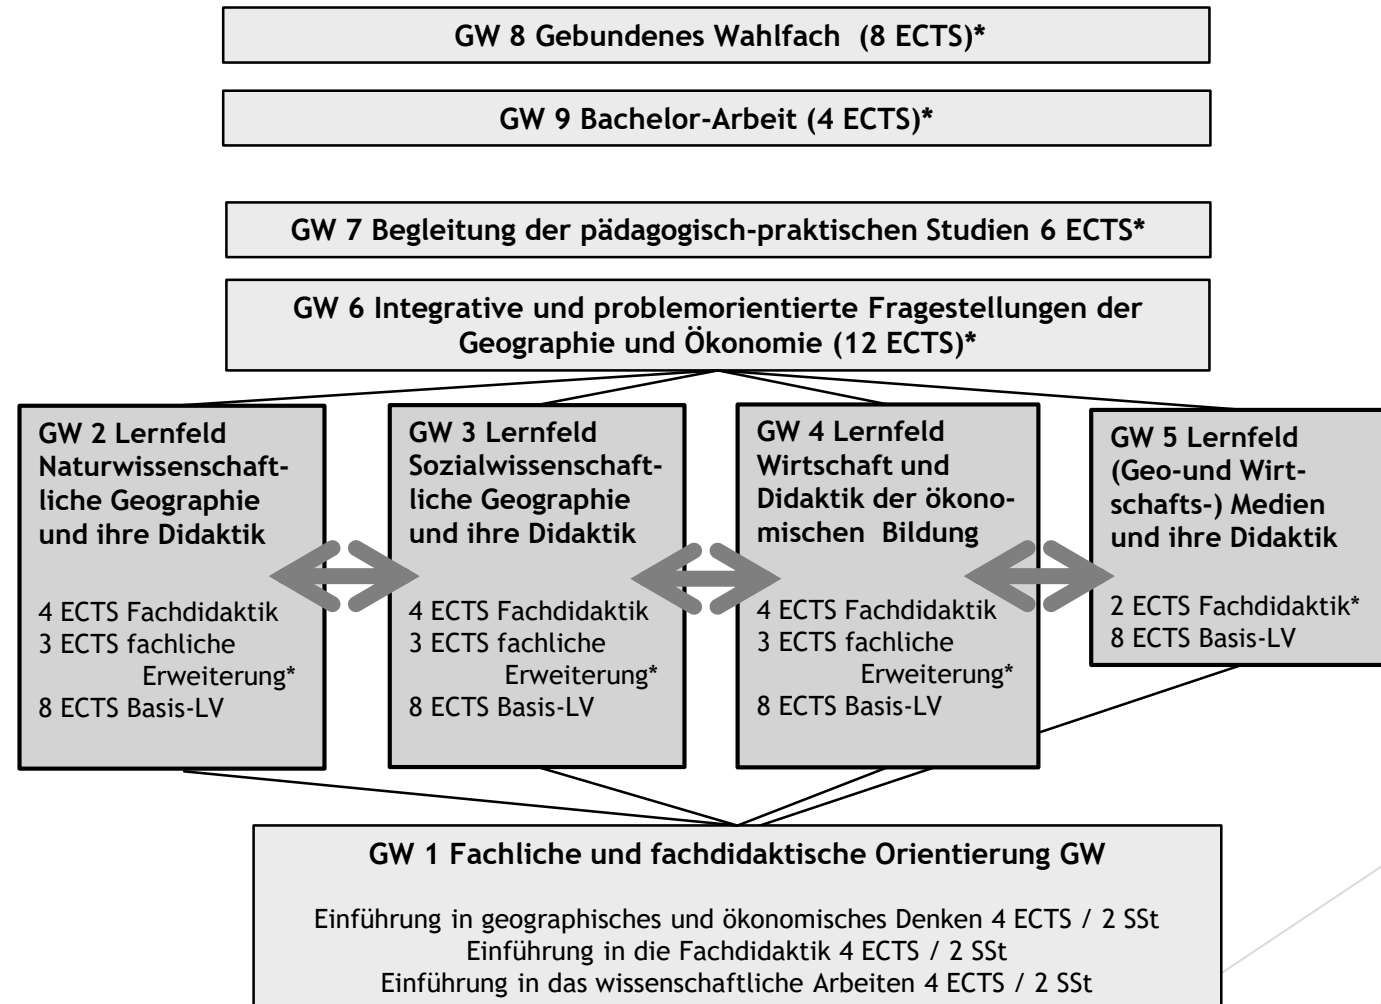 GW 8 Gebundenes Wahlfach (8 ECTS)*
GW 9 Bachelor-Arbeit (4 ECTS)*
GW 7 Begleitung der pädagogisch-praktischen Studien 6 ECTS*
GW 6 Integrative und problemorientierte Fragestellungen der
Geographie und Ökonomie (12 ECTS)*
GW 2 Lernfeld
Naturwissenschaft-
liche Geographie
und ihre Didaktik
4 ECTS Fachdidaktik
3 ECTS fachliche
Erweiterung*
8 ECTS Basis-LV
GW 3 Lernfeld
Sozialwissenschaft-
liche Geographie
und ihre Didaktik
4 ECTS Fachdidaktik
3 ECTS fachliche
Erweiterung*
8 ECTS Basis-LV
GW 4 Lernfeld
Wirtschaft und
Didaktik der ökono-
mischen Bildung
4 ECTS Fachdidaktik
3 ECTS fachliche
Erweiterung*
8 ECTS Basis-LV
GW 5 Lernfeld
(Geo-und Wirt-
schafts-) Medien
und ihre Didaktik
2 ECTS Fachdidaktik*
8 ECTS Basis-LV
GW 1 Fachliche und fachdidaktische Orientierung GW
Einführung in geographisches und ökonomisches Denken 4 ECTS / 2 SSt
Einführung in die Fachdidaktik 4 ECTS / 2 SSt
Einführung in das wissenschaftliche Arbeiten 4 ECTS / 2 SSt